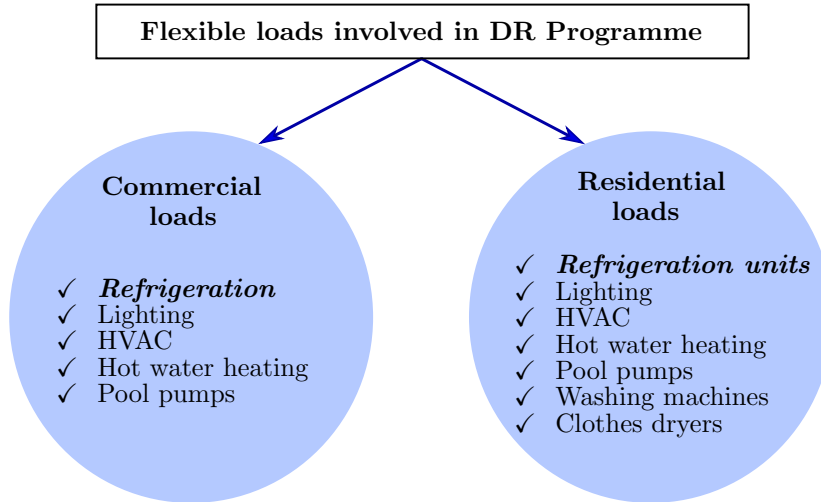 Flexible loads involved in DR Programme
Commercial
loads
✓ Refrigeration
✓ Lighting
✓ HVAC
✓ Hot water heating
✓ Pool pumps
Residential
loads
✓ Refrigeration units
✓ Lighting
✓ HVAC
✓ Hot water heating
✓ Pool pumps
✓ Washing machines
✓ Clothes dryers